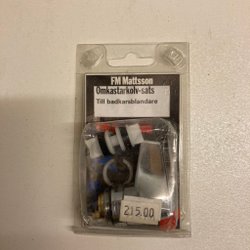 FM Mattsson
Omkastarkolv-sats
Till badkarsblandare
215.00